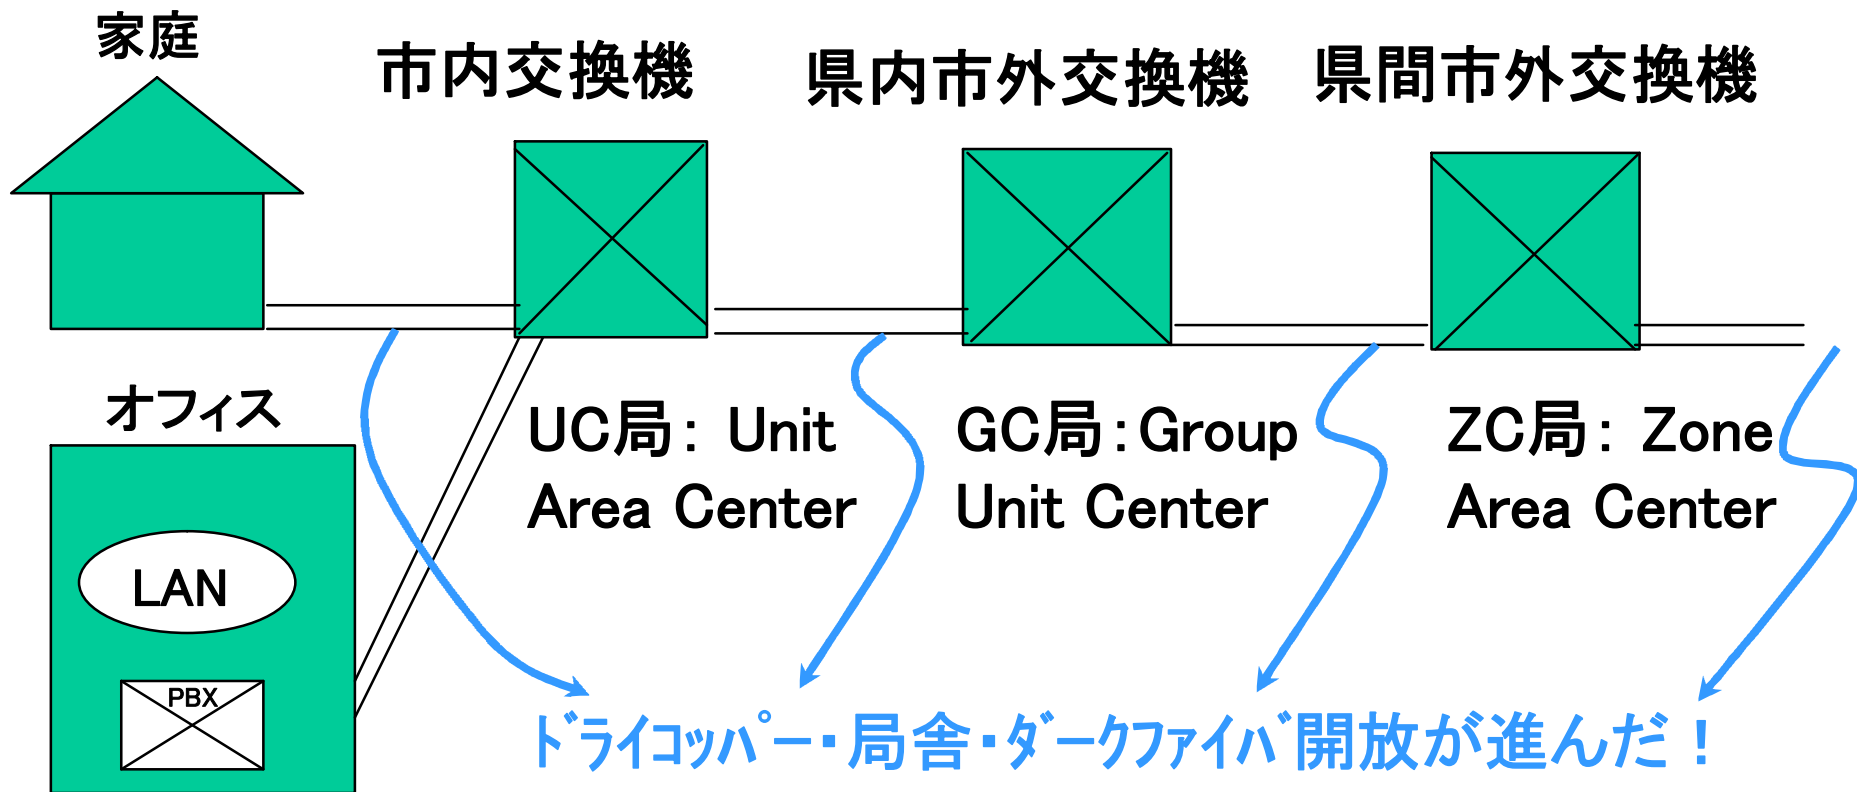 家庭
市内交換機
県内市外交換機
県間市外交換機
オフィス
UC局： Unit
Area Center
GC局：Group
Unit Center
ZC局： Zone
Area Center
LAN
PBX
ﾄﾞﾗｲｺｯﾊﾟｰ・局舎・ﾀﾞｰｸﾌｧｲﾊﾞ開放が進んだ！